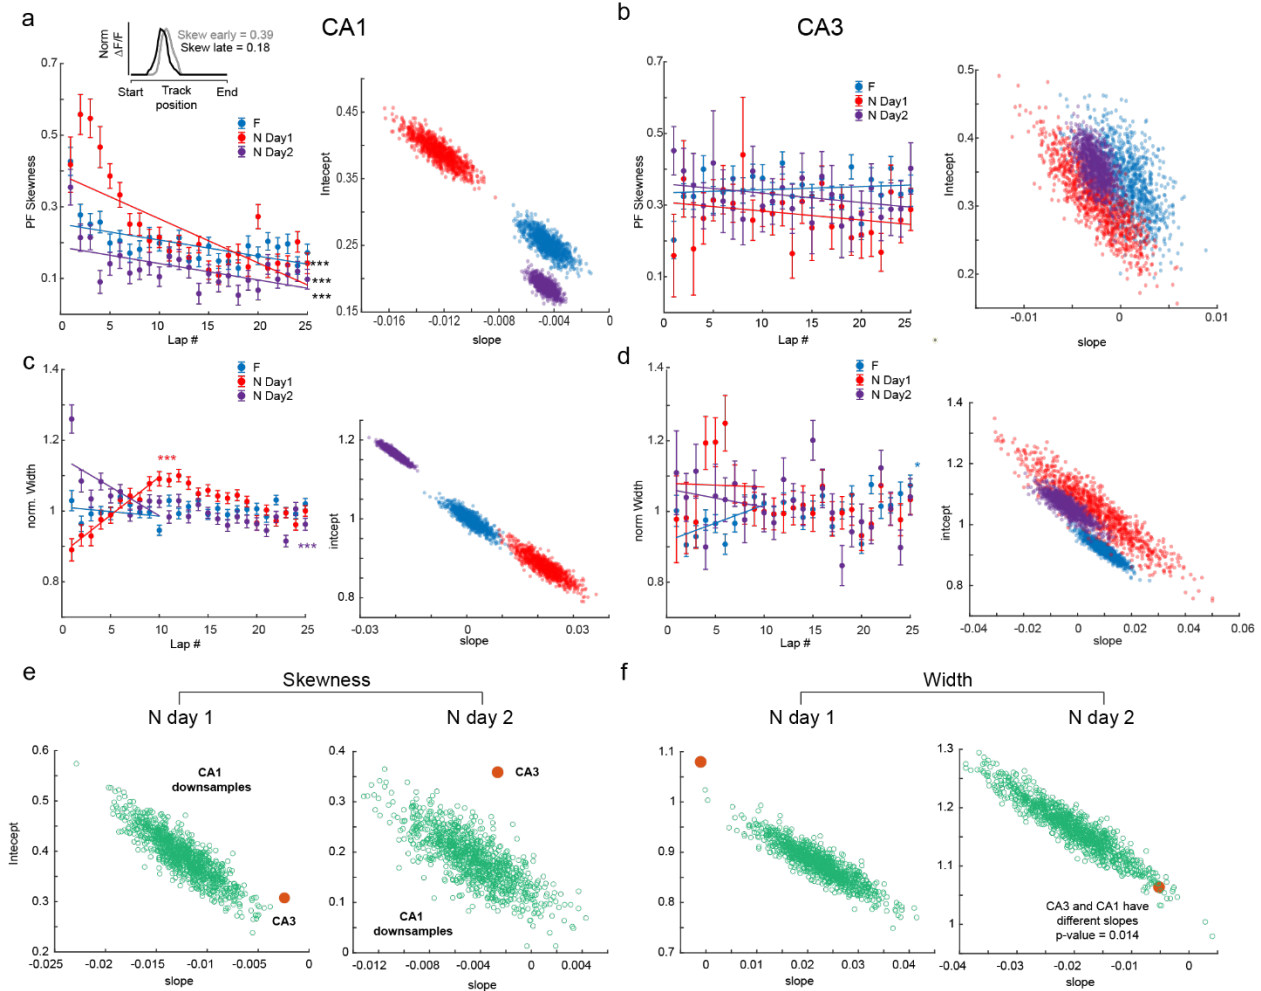 a
CA1
b
CA3
Norm
ΔF/F
Skew early = 0.39
Skew late = 0.18
Start
Track
position
End
F
N Day1
N Day2
PF Skewness
0.7
0.5
0.3
0.1
0
5
10
15
20
25
Lap #
***
***
***
Intecept
0.45
0.35
0.25
0.15
-0.016
-0.012
-0.008
-0.004
0
slope
F
N Day1
N Day2
PF Skewness
0.7
0.5
0.3
0.1
0
5
10
15
20
25
Lap #
Intecept
0.5
0.4
0.3
0.2
-0.01
0
0.01
slope
c
F
N Day1
N Day2
norm. Width
1.4
1.2
1
0.8
0
5
10
15
20
25
Lap #
***
***
intcept
1.2
1
0.8
-0.03
0
0.03
slope
d
F
N Day1
N Day2
norm Width
1.4
1.2
1
0.8
0
5
10
15
20
25
Lap #
*
intcept
1.4
1.2
1
0.8
-0.04
-0.02
0
0.02
0.04
0.06
slope
e
Skewness
N day 1
N day 2
Intecept
0.6
0.5
0.4
0.3
0.2
-0.025
-0.02
-0.015
-0.01
-0.005
0
slope
CA1
downsamples
CA3
0.4
0.3
0.2
0.1
0
-0.012
-0.008
-0.004
0
0.004
slope
CA3
CA1
downsamples
f
Width
N day 1
N day 2
1.1
1
0.9
0.8
0.7
0
0.01
0.02
0.03
0.04
slope
1.3
1.2
1.1
1
-0.04
-0.03
-0.02
-0.01
0
slope
CA3 and CA1 have
different slopes
p-value = 0.014